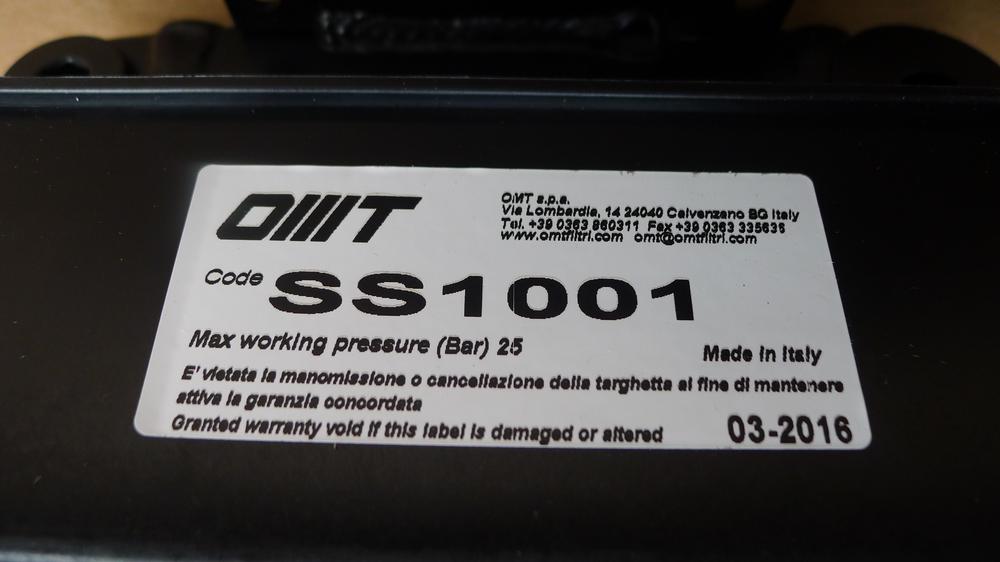 OMT
OMT s.p.a.
Via Lombardia, 14 24040 Calvenzano BG Italy
Tel. +39 0363 860311 Fax +39 0363 335636
www.omtfiltri.com omt@omtfiltri.com
Code SS1001
Max working pressure (Bar) 25
Made in Italy
E' vietata la manomissione o cancellazione della targhetta al fine di mantenere
attiva la garanzia concordata
Granted warranty void if this label is damaged or altered
03-2016